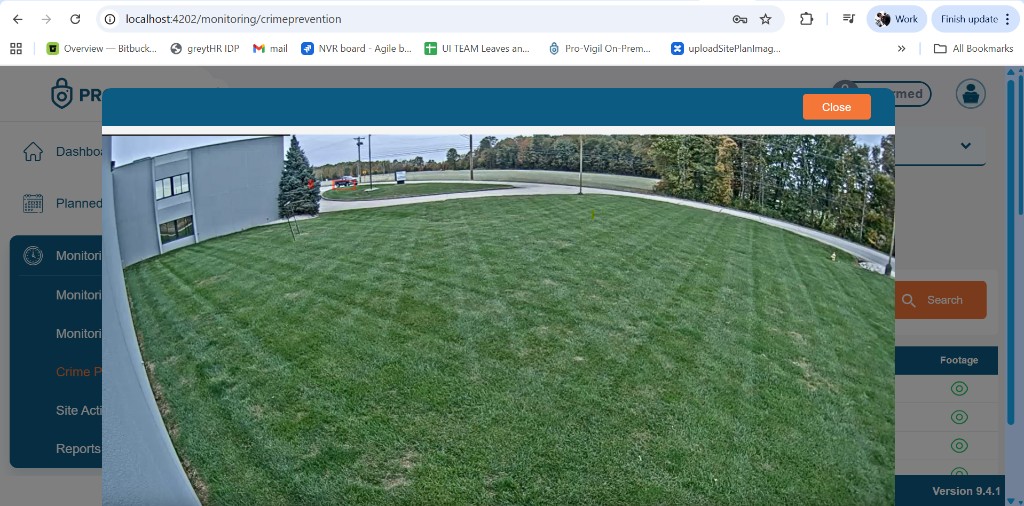 localhost:4202/monitoring/crimeprevention
Work
Finish update
Overview — Bitbuck...
greytHR IDP
mail
NVR board - Agile b...
UI TEAM Leaves an...
Pro-Vigil On-Prem...
uploadSitePlanImag...
»
All Bookmarks
PR
rmed
Close
Dashbo
Planned
Monitori
Monitori
Monitori
Crime P
Site Acti
Reports
Search
Footage
Version 9.4.1